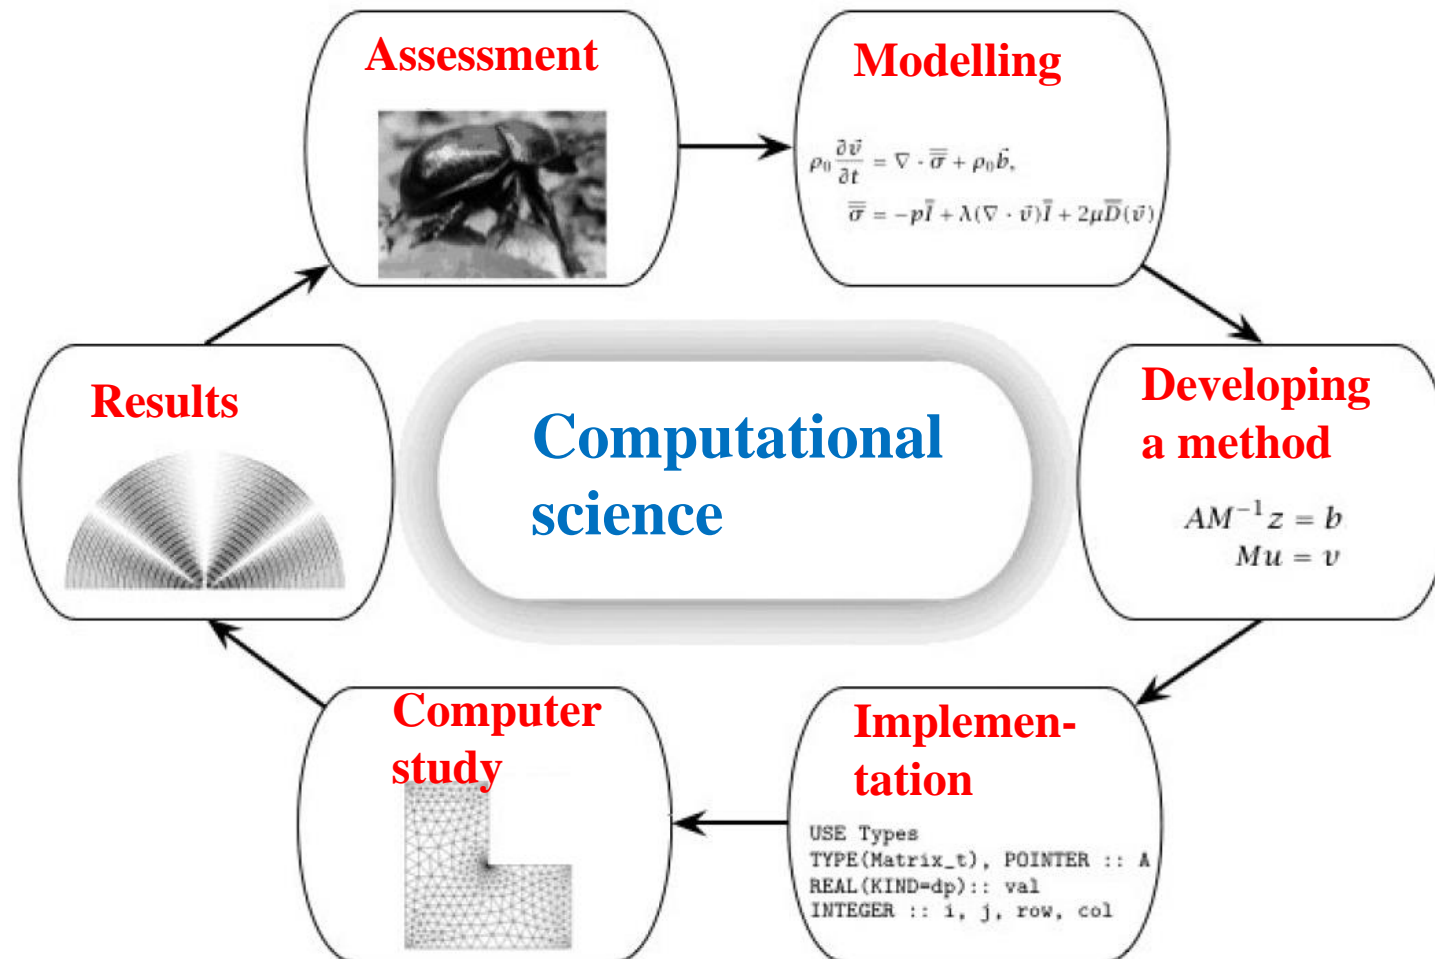 Assessment
Modelling
ρ₀ ∂v⃗/∂t = ∇ · σ̿ + ρ₀b⃗,
σ̿ = −pI̿ + λ(∇ · v⃗)I̿ + 2μD̿(v⃗)
Developing
a method
AM⁻¹z = b
Mu = v
Implemen-
tation
USE Types
TYPE(Matrix_t), POINTER :: A
REAL(KIND=dp):: val
INTEGER :: i, j, row, col
Computer
study
Results
Computational
science